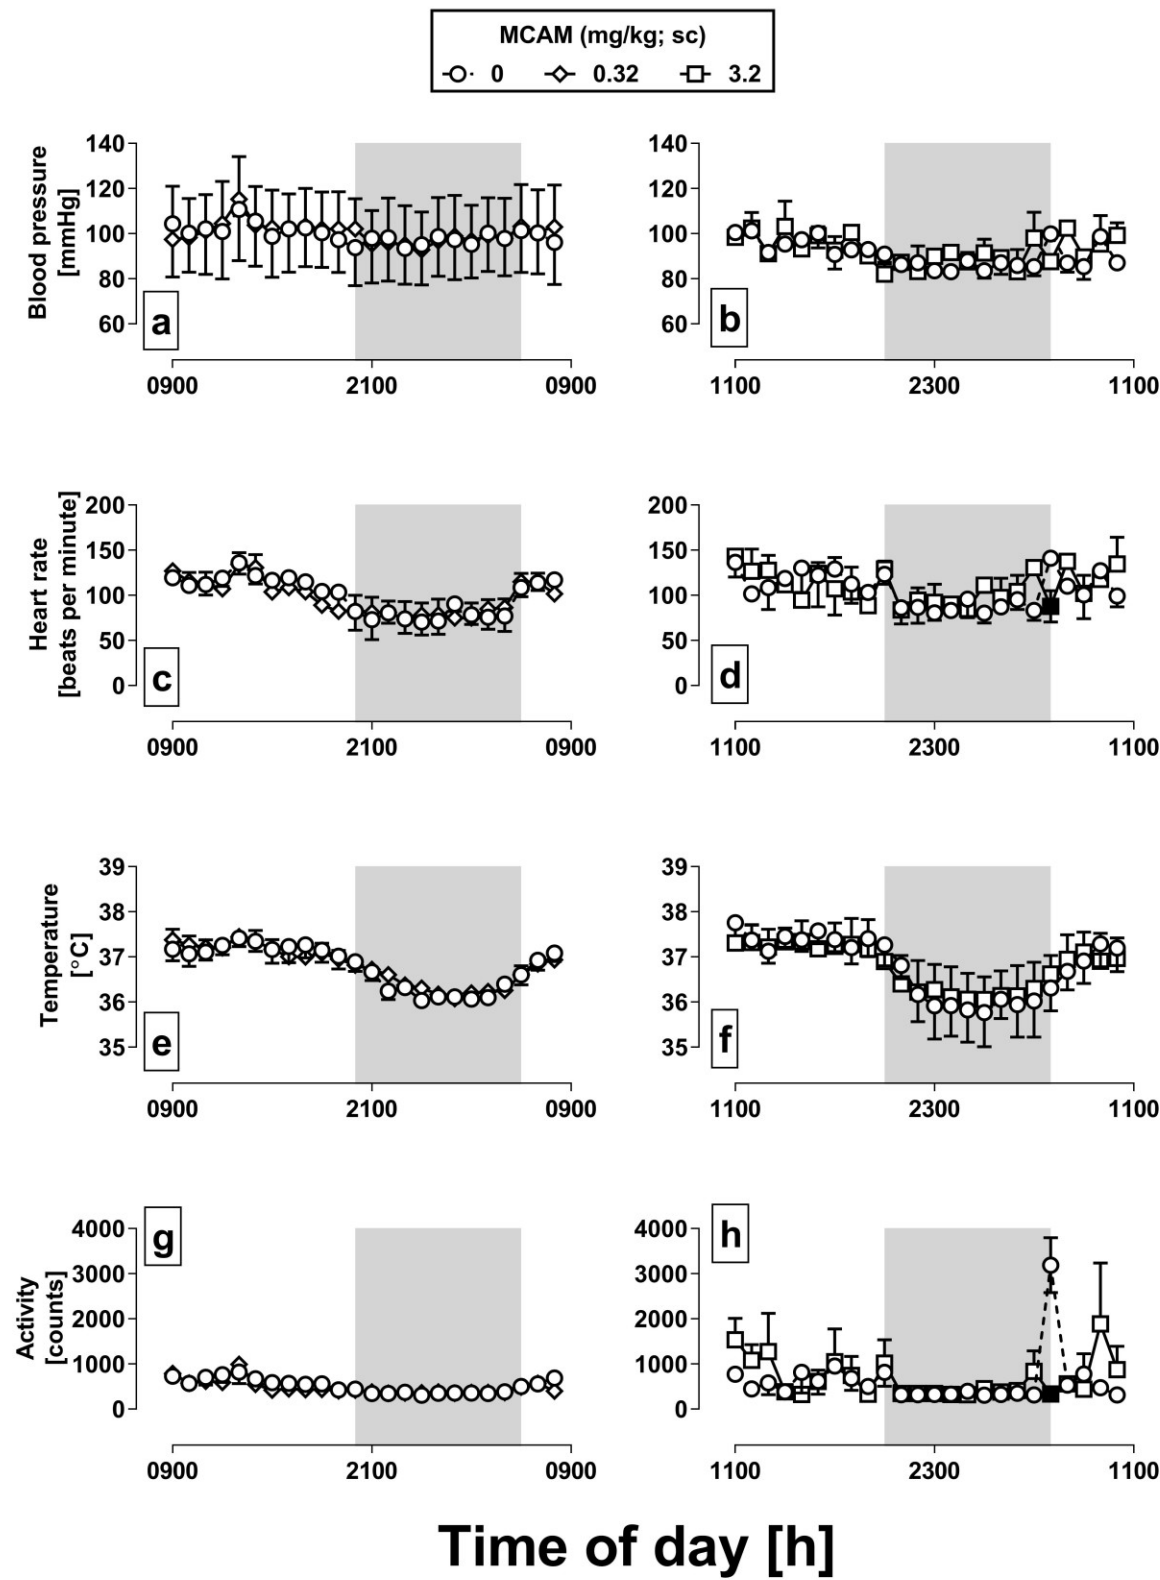 MCAM (mg/kg; sc)
0 0.32 3.2
Blood pressure
[mmHg]
140
120
100
80
60
a
0900 2100 0900
140
120
100
80
60
b
1100 2300 1100
Heart rate
[beats per minute]
200
150
100
50
0
c
0900 2100 0900
200
150
100
50
0
d
1100 2300 1100
Temperature
[°C]
39
38
37
36
35
e
0900 2100 0900
39
38
37
36
35
f
1100 2300 1100
Activity
[counts]
4000
3000
2000
1000
0
g
0900 2100 0900
4000
3000
2000
1000
0
h
1100 2300 1100
Time of day [h]